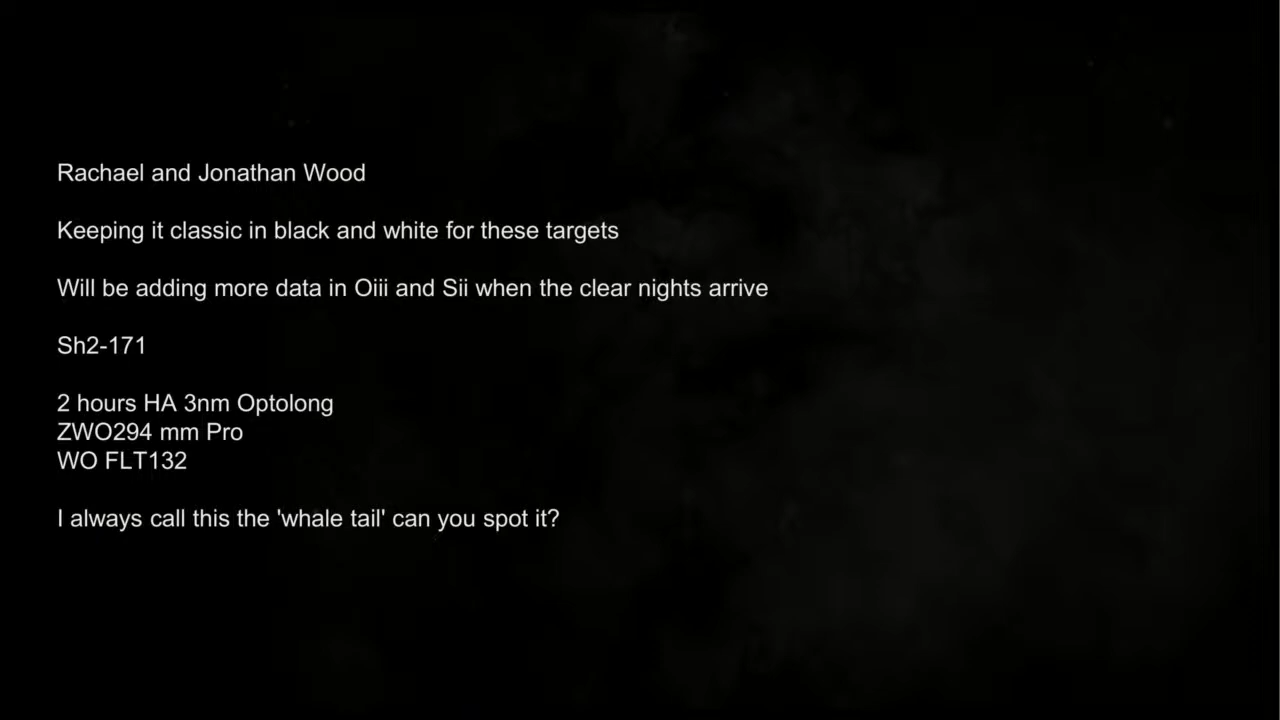 Rachael and Jonathan Wood
Keeping it classic in black and white for these targets
Will be adding more data in Oiii and Sii when the clear nights arrive
Sh2-171
2 hours HA 3nm Optolong
ZWO294 mm Pro
WO FLT132
I always call this the 'whale tail' can you spot it?